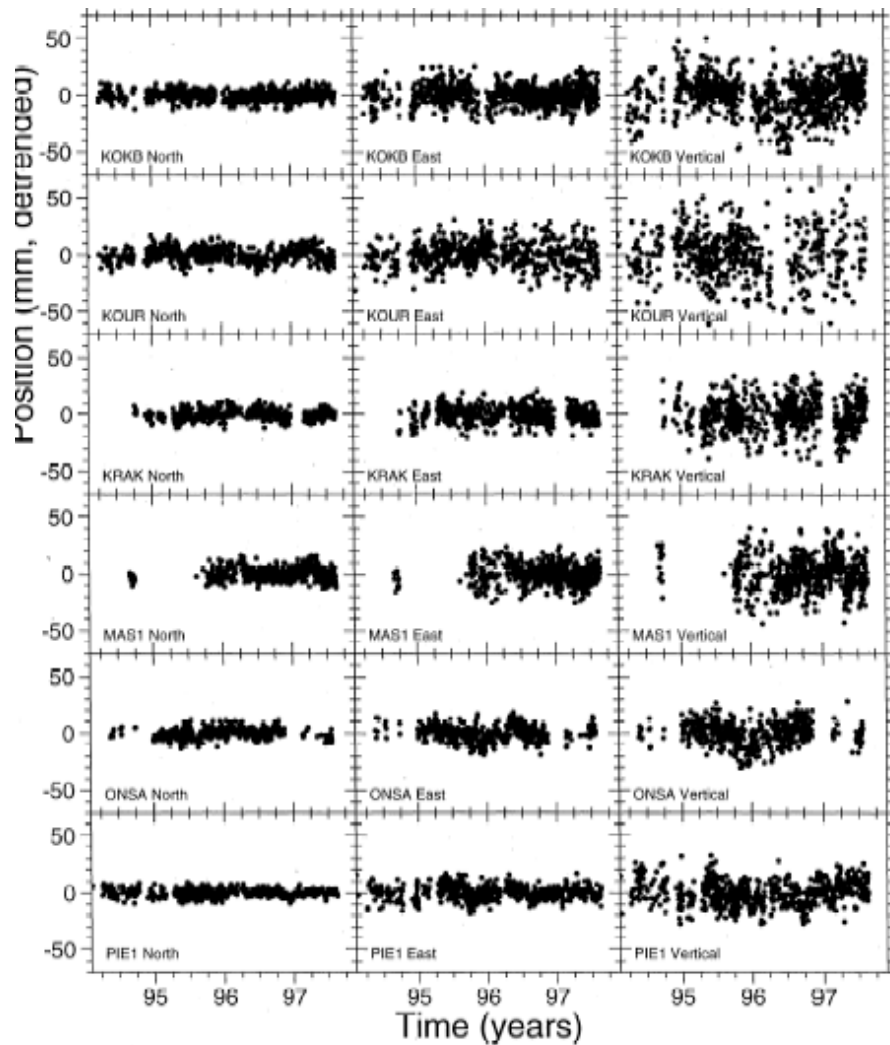 Position (mm, detrended)
50
0
-50
KOKB North
KOKB East
KOKB Vertical
50
0
-50
KOUR North
KOUR East
KOUR Vertical
50
0
-50
KRAK North
KRAK East
KRAK Vertical
50
0
-50
MAS1 North
MAS1 East
MAS1 Vertical
50
0
-50
ONSA North
ONSA East
ONSA Vertical
50
0
-50
PIE1 North
PIE1 East
PIE1 Vertical
95 96 97 95 96 97 95 96 97
Time (years)